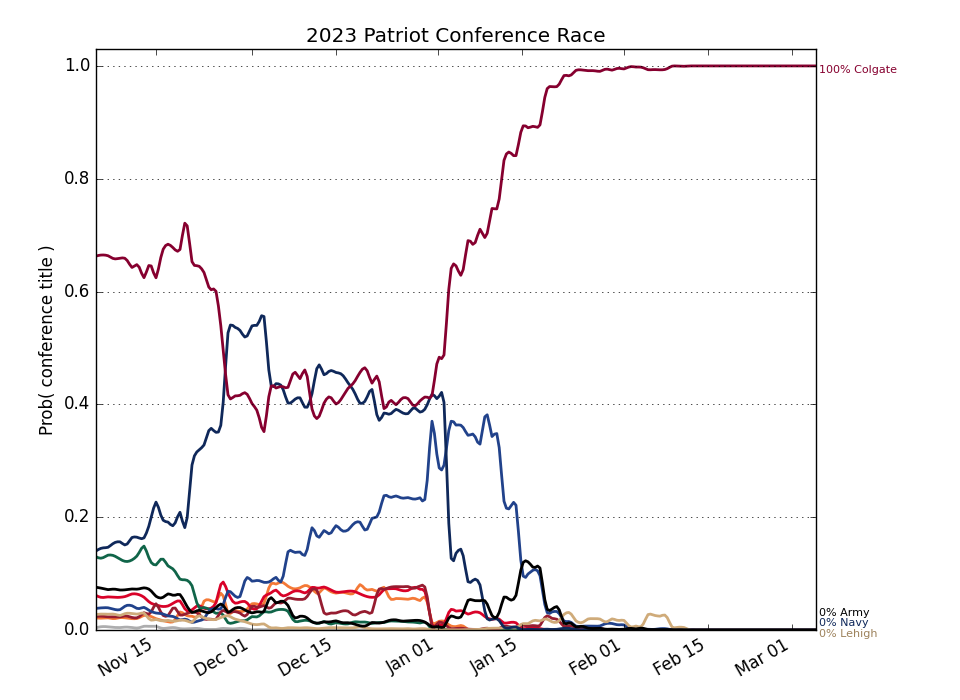 2023 Patriot Conference Race
Prob( conference title )
1.0
0.8
0.6
0.4
0.2
0.0
100% Colgate
0% Army
0% Navy
0% Lehigh
Nov 15
Dec 01
Dec 15
Jan 01
Jan 15
Feb 01
Feb 15
Mar 01